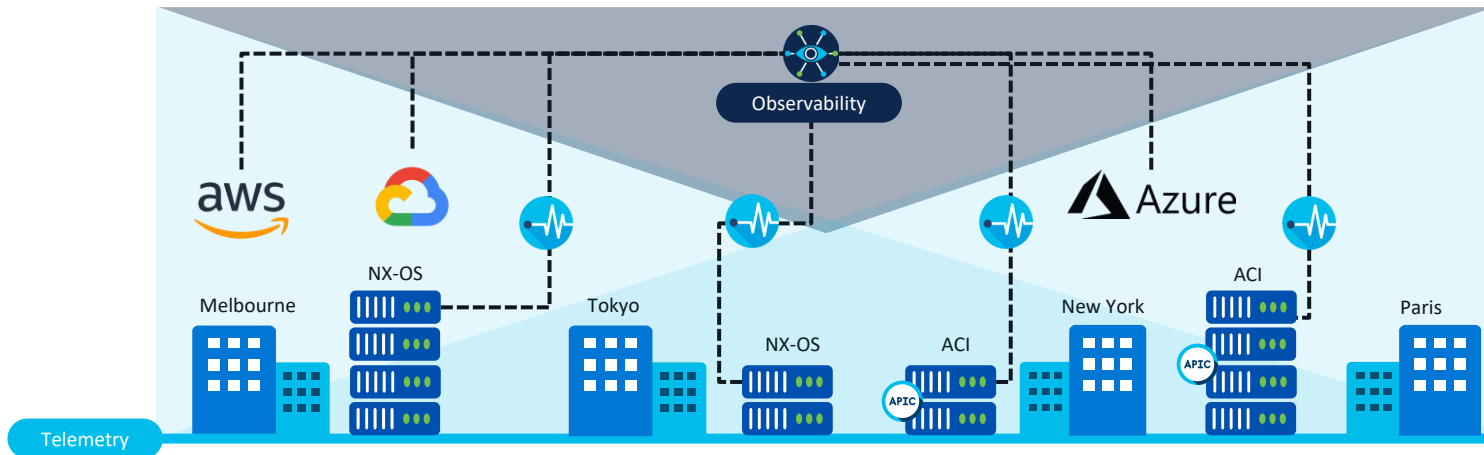 Observability
aws
Azure
NX-OS
ACI
Melbourne
Tokyo
New York
Paris
NX-OS
ACI
APIC
APIC
Telemetry